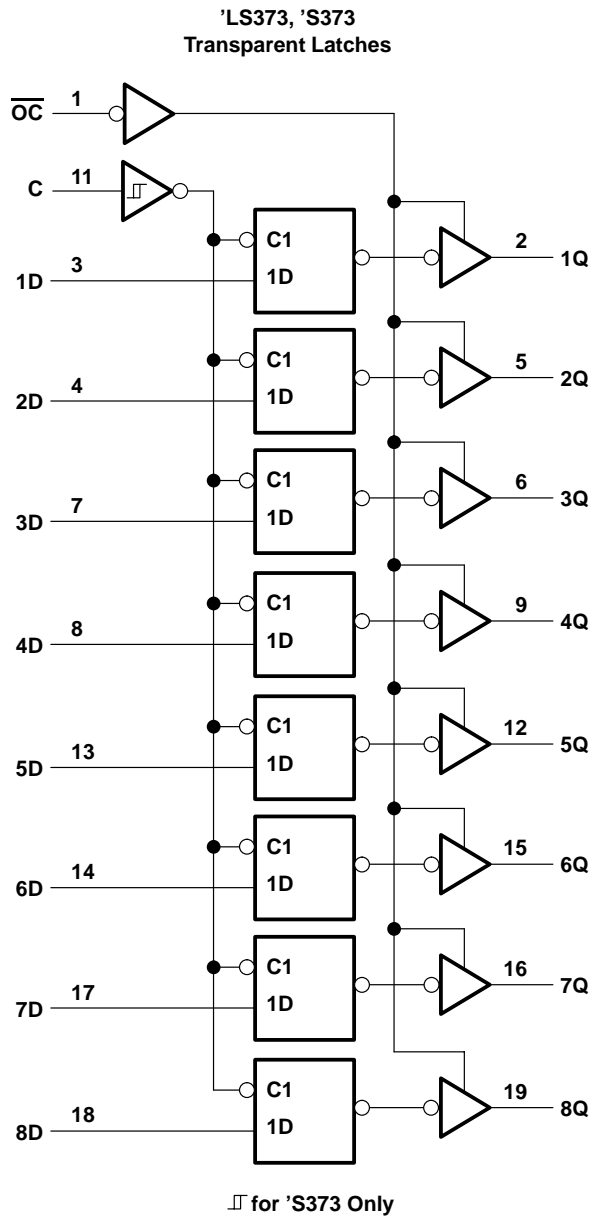 'LS373, 'S373
Transparent Latches
OC 1
C 11
C1
3 2
1D 1D 1Q
C1
4 5
2D 1D 2Q
C1
7 6
3D 1D 3Q
C1
8 9
4D 1D 4Q
C1
13 12
5D 1D 5Q
C1
14 15
6D 1D 6Q
C1
17 16
7D 1D 7Q
C1
18 19
8D 1D 8Q
for 'S373 Only